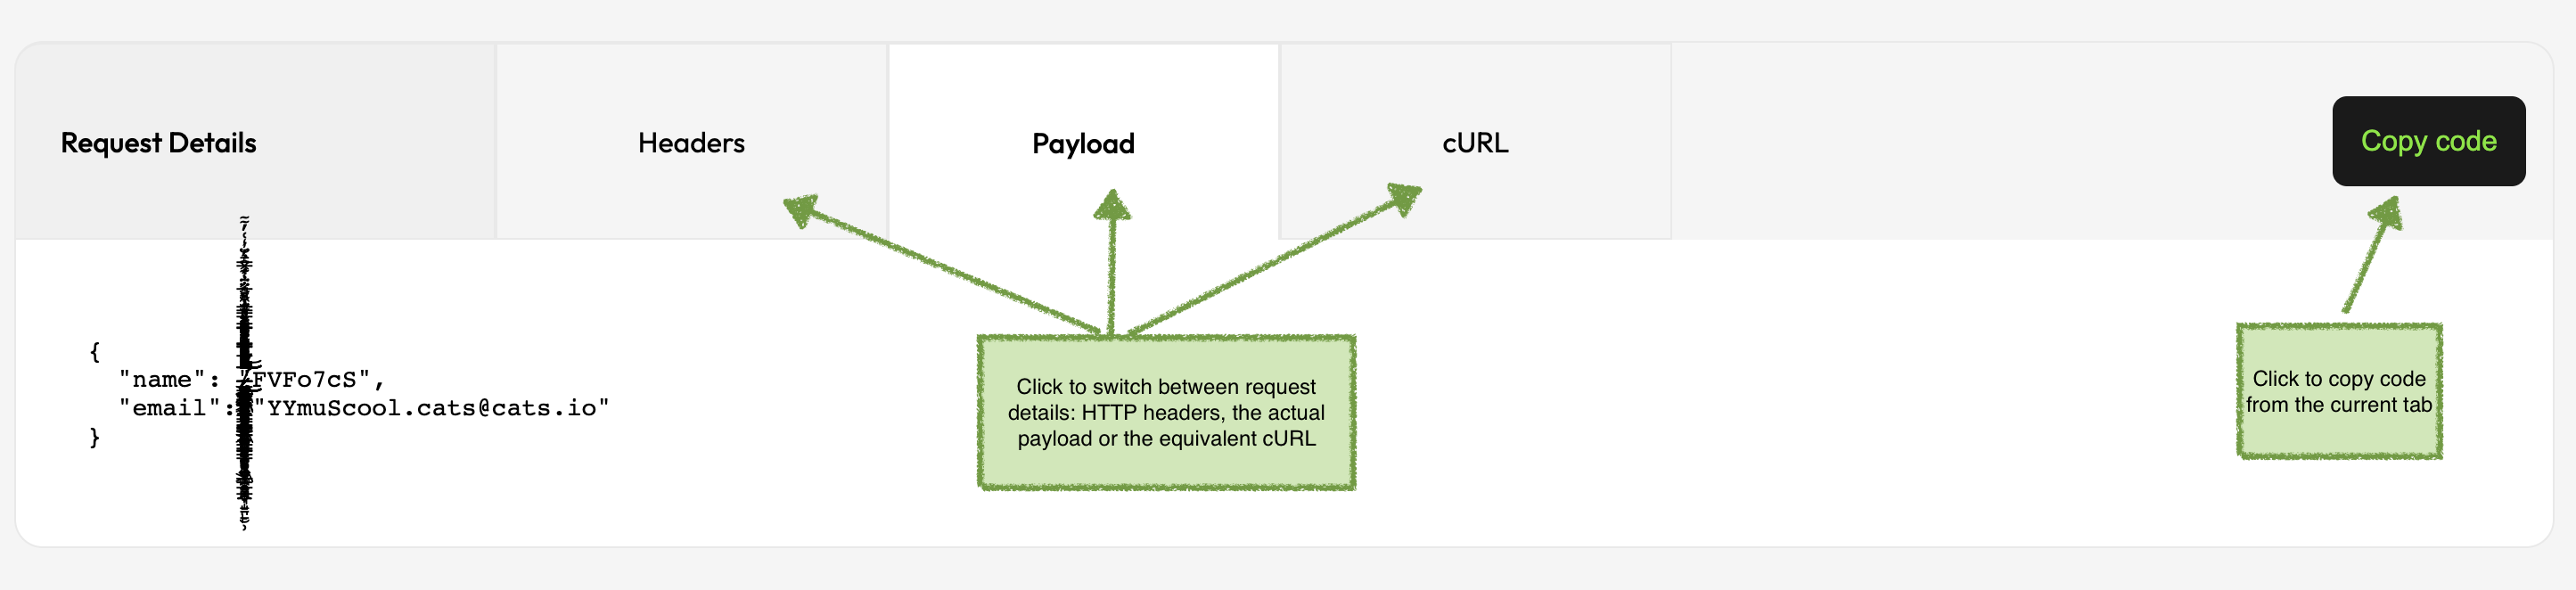 Request Details
Headers
Payload
cURL
Copy code
{
"name": "FVFo7cS",
"email": "YYmuScool.cats@cats.io"
}
Click to switch between request
details: HTTP headers, the actual
payload or the equivalent cURL
Click to copy code
from the current tab